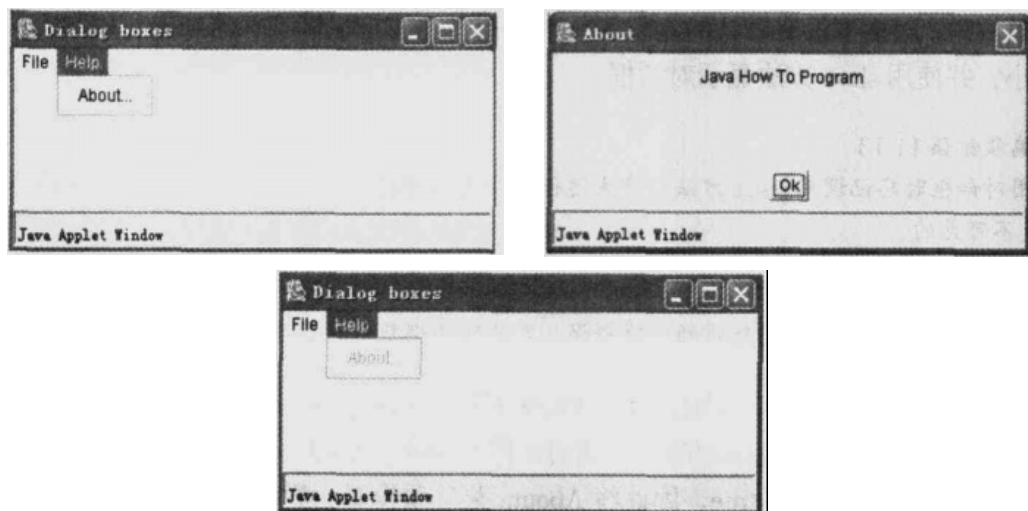 Dialog boxes
File Help
About...
Java Applet Window
About
Java How To Program
Ok
Java Applet Window
Dialog boxes
File Help
About...
Java Applet Window